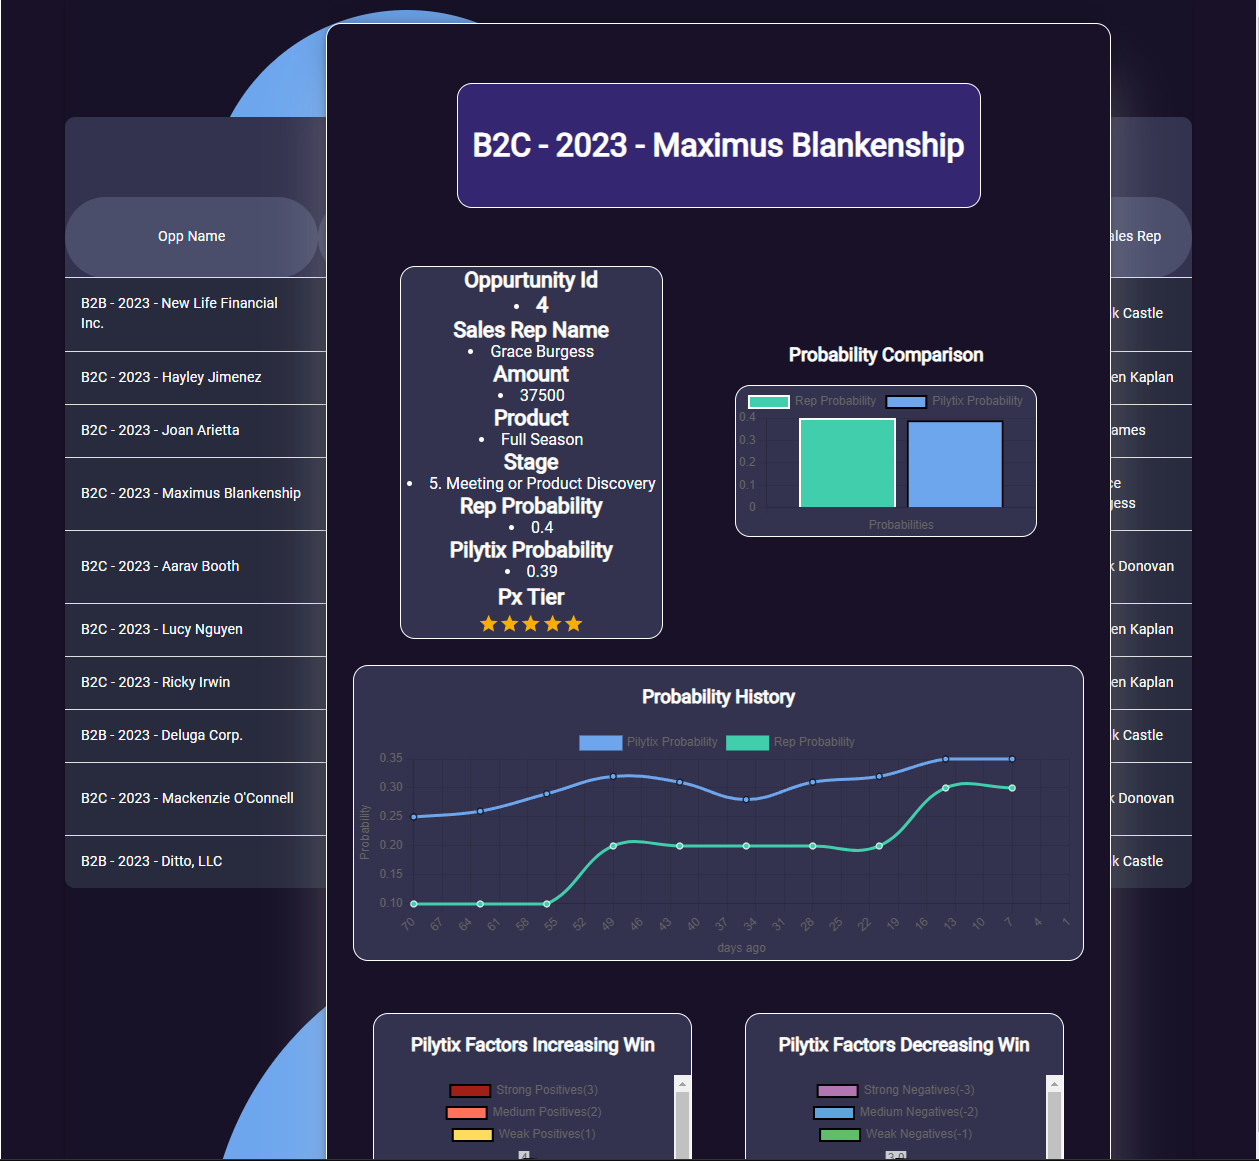 B2C - 2023 - Maximus Blankenship
Opp Name
ales Rep
B2B - 2023 - New Life Financial
Inc.
k Castle
B2C - 2023 - Hayley Jimenez
en Kaplan
B2C - 2023 - Joan Arietta
ames
B2C - 2023 - Maximus Blankenship
ce
gess
B2C - 2023 - Aarav Booth
k Donovan
B2C - 2023 - Lucy Nguyen
en Kaplan
B2C - 2023 - Ricky Irwin
en Kaplan
B2B - 2023 - Deluga Corp.
k Castle
B2C - 2023 - Mackenzie O'Connell
k Donovan
B2B - 2023 - Ditto, LLC
k Castle
Oppurtunity Id
• 4
Sales Rep Name
• Grace Burgess
Amount
• 37500
Product
• Full Season
Stage
• 5. Meeting or Product Discovery
Rep Probability
• 0.4
Pilytix Probability
• 0.39
Px Tier
Probability Comparison
Rep Probability Pilytix Probability
0.4
0.3
0.2
0.1
0
Probabilities
Probability History
Pilytix Probability Rep Probability
Probability
0.35
0.30
0.25
0.20
0.15
0.10
70 67 64 61 58 55 52 49 46 43 40 37 34 31 28 25 22 19 16 13 10 7 4 1
days ago
Pilytix Factors Increasing Win
Strong Positives(3)
Medium Positives(2)
Weak Positives(1)
4
Pilytix Factors Decreasing Win
Strong Negatives(-3)
Medium Negatives(-2)
Weak Negatives(-1)